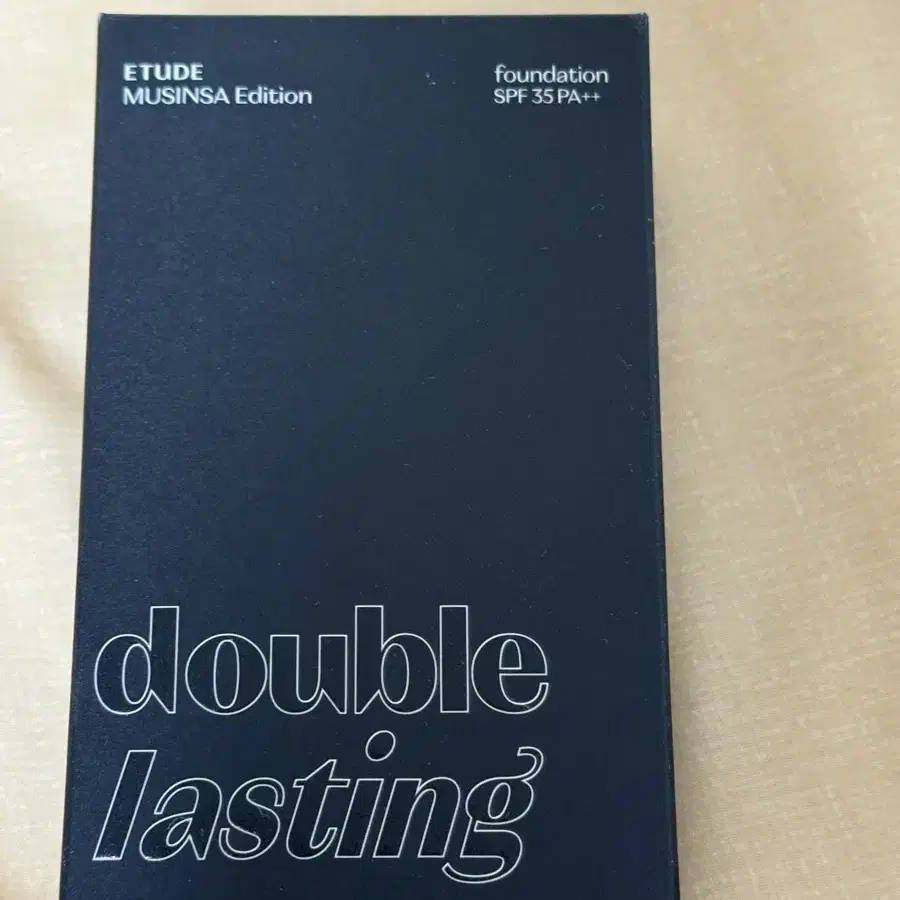 ETUDE
MUSINSA Edition
foundation
SPF 35 PA++
double
lasting